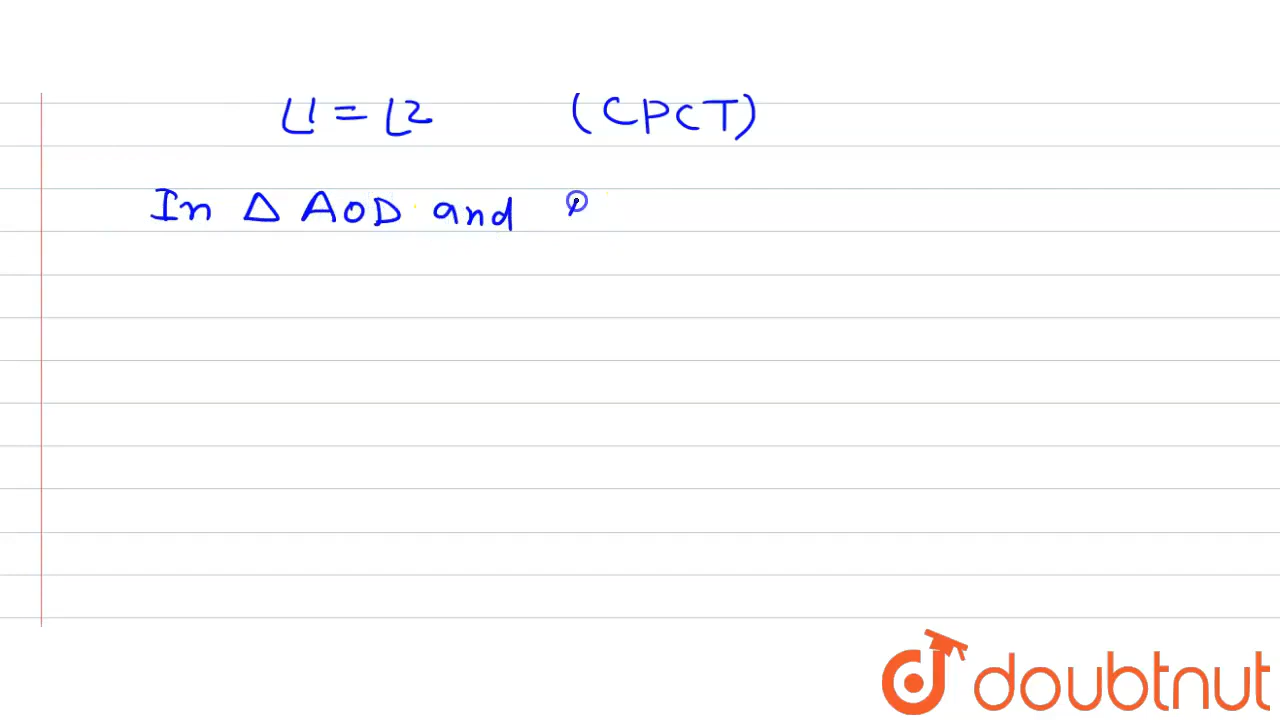 ∠1 = ∠2 (CPCT)
In △ AOD and
doubtnut